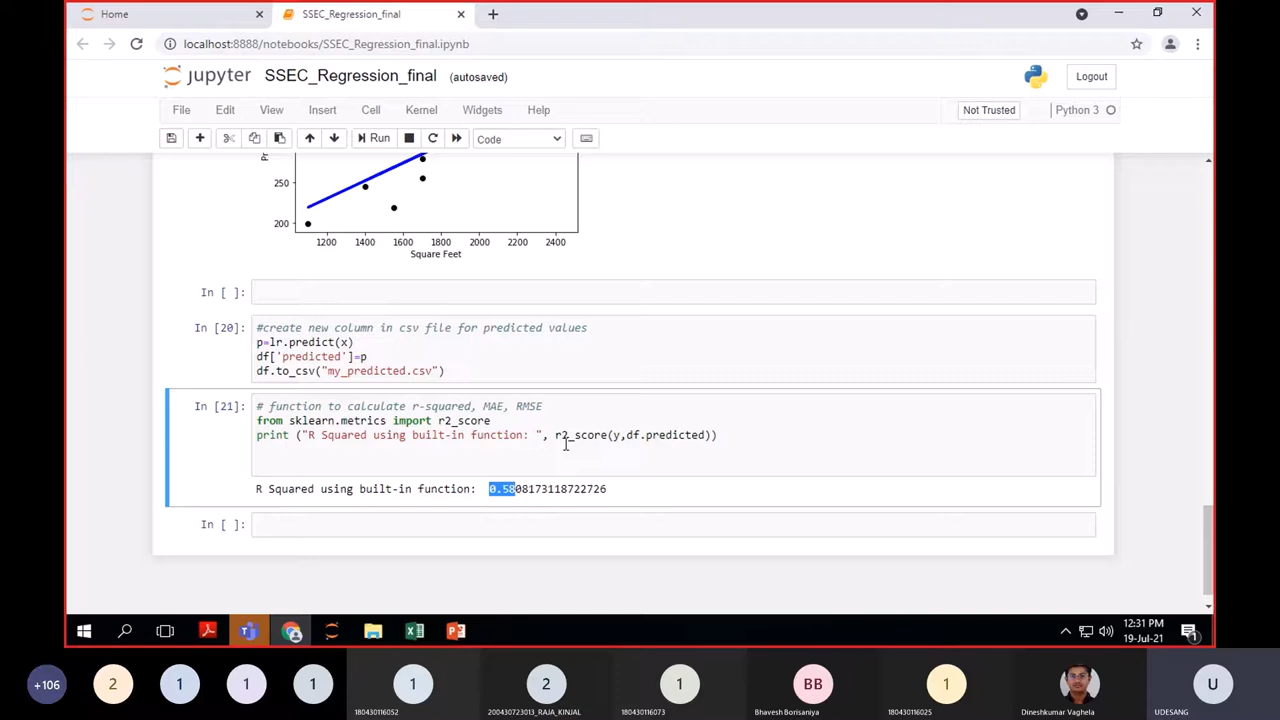 Home
SSEC_Regression_final
localhost:8888/notebooks/SSEC_Regression_final.ipynb
jupyter SSEC_Regression_final (autosaved)
Logout
File Edit View Insert Cell Kernel Widgets Help
Not Trusted
Python 3
Run
Code
250
200
1200 1400 1600 1800 2000 2200 2400
Square Feet
In [ ]:
In [20]: #create new column in csv file for predicted values
p=lr.predict(x)
df['predicted']=p
df.to_csv("my_predicted.csv")
In [21]: # function to calculate r-squared, MAE, RMSE
from sklearn.metrics import r2_score
print ("R Squared using built-in function: ", r2_score(y,df.predicted))
R Squared using built-in function: 0.5808173118722726
In [ ]:
12:31 PM
19-Jul-21
1
+106
2
1
1
1
1
180430116052
2
200430723013_RAJA_KINJAL
1
180430116073
BB
Bhavesh Borisaniya
1
180430116025
Dineshkumar Vaghela
U
UDESANG